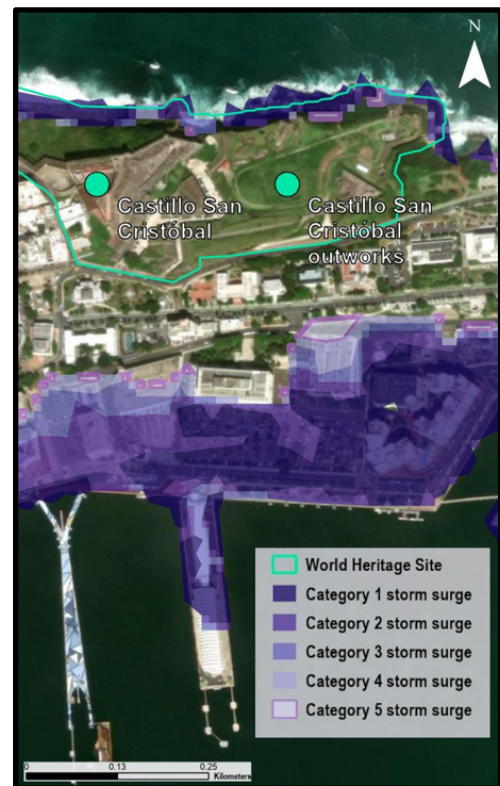 N
Castillo San
Cristóbal
Castillo San
Cristóbal
outworks
World Heritage Site
Category 1 storm surge
Category 2 storm surge
Category 3 storm surge
Category 4 storm surge
Category 5 storm surge
0 0.13 0.25
Kilometers